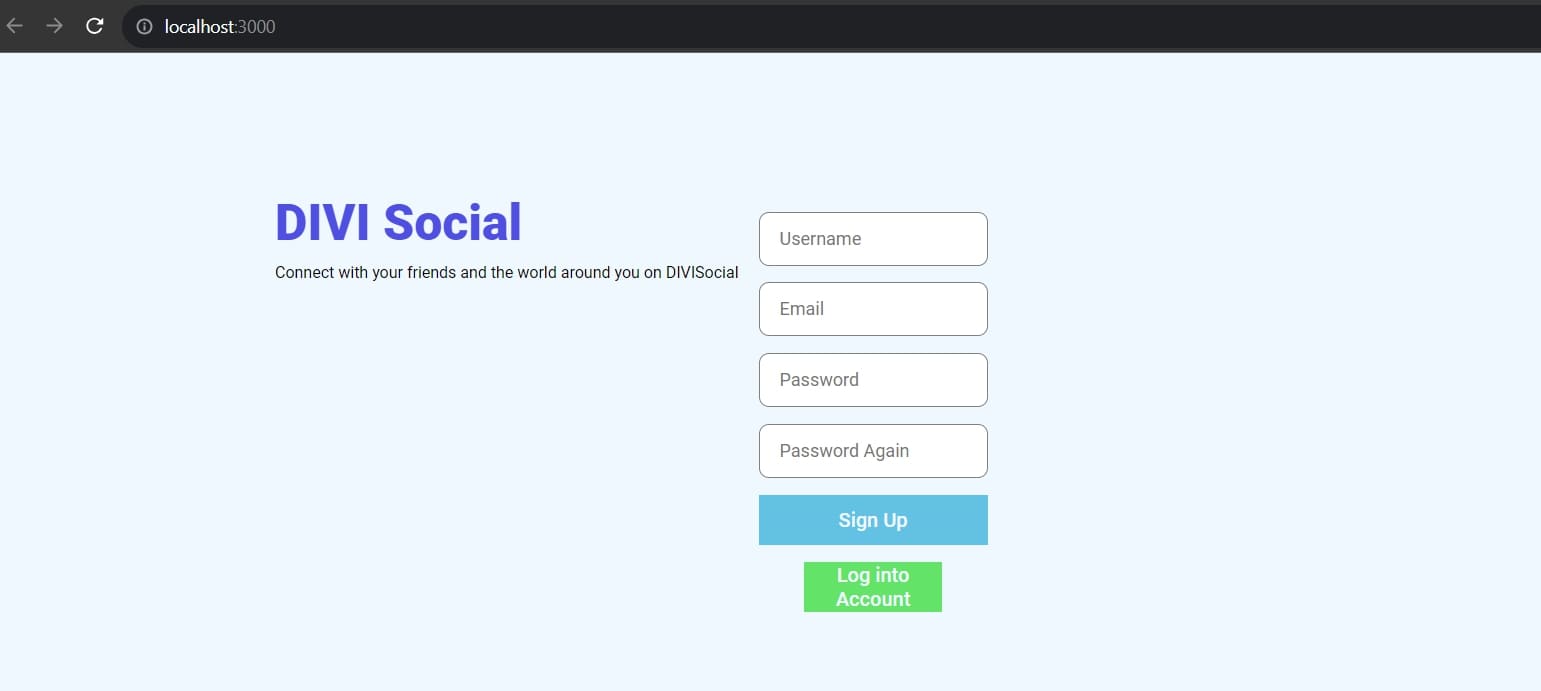 localhost:3000
DIVI Social
Connect with your friends and the world around you on DIVISocial
Username
Email
Password
Password Again
Sign Up
Log into
Account